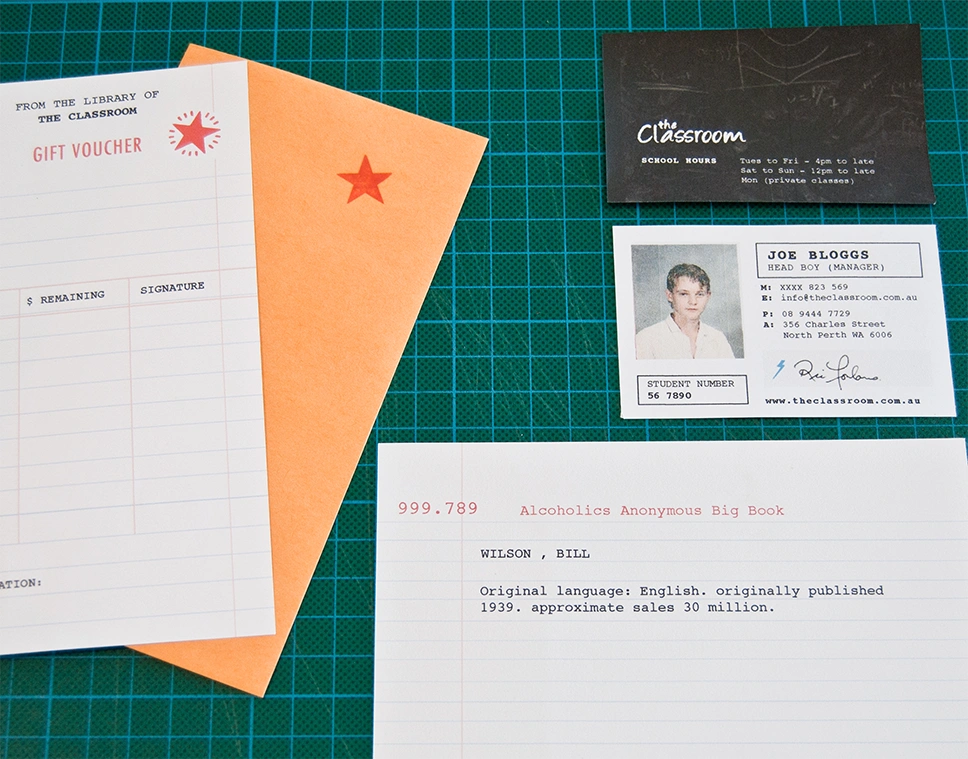 FROM THE LIBRARY OF
THE CLASSROOM
GIFT VOUCHER
$ REMAINING
SIGNATURE
ATION:
the
Classroom
SCHOOL HOURS
Tues to Fri - 4pm to late
Sat to Sun - 12pm to late
Mon (private classes)
JOE BLOGGS
HEAD BOY (MANAGER)
M: XXXX 823 569
E: info@theclassroom.com.au
P: 08 9444 7729
A: 356 Charles Street
North Perth WA 6006
STUDENT NUMBER
56 7890
www.theclassroom.com.au
999.789 Alcoholics Anonymous Big Book
WILSON , BILL
Original language: English. originally published
1939. approximate sales 30 million.